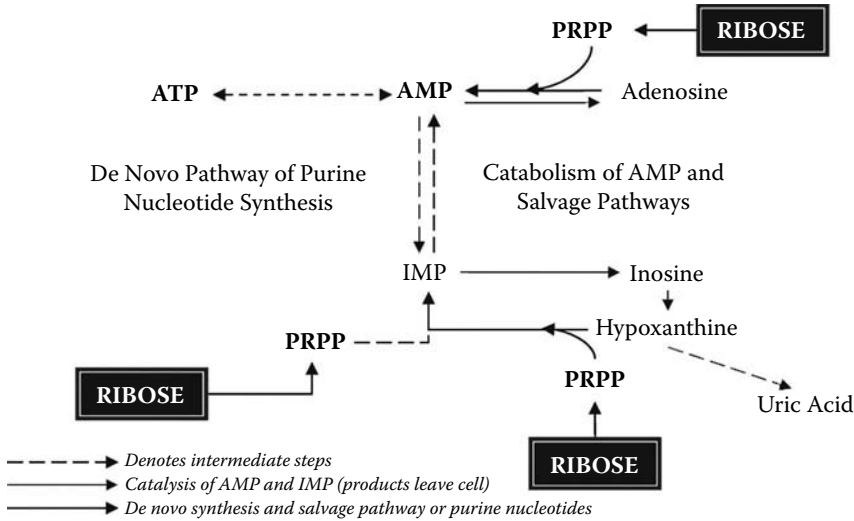 PRPP
RIBOSE
ATP
AMP
Adenosine
De Novo Pathway of Purine
Nucleotide Synthesis
Catabolism of AMP and
Salvage Pathways
IMP
Inosine
Hypoxanthine
PRPP
PRPP
RIBOSE
Uric Acid
RIBOSE
Denotes intermediate steps
Catalysis of AMP and IMP (products leave cell)
De novo synthesis and salvage pathway or purine nucleotides